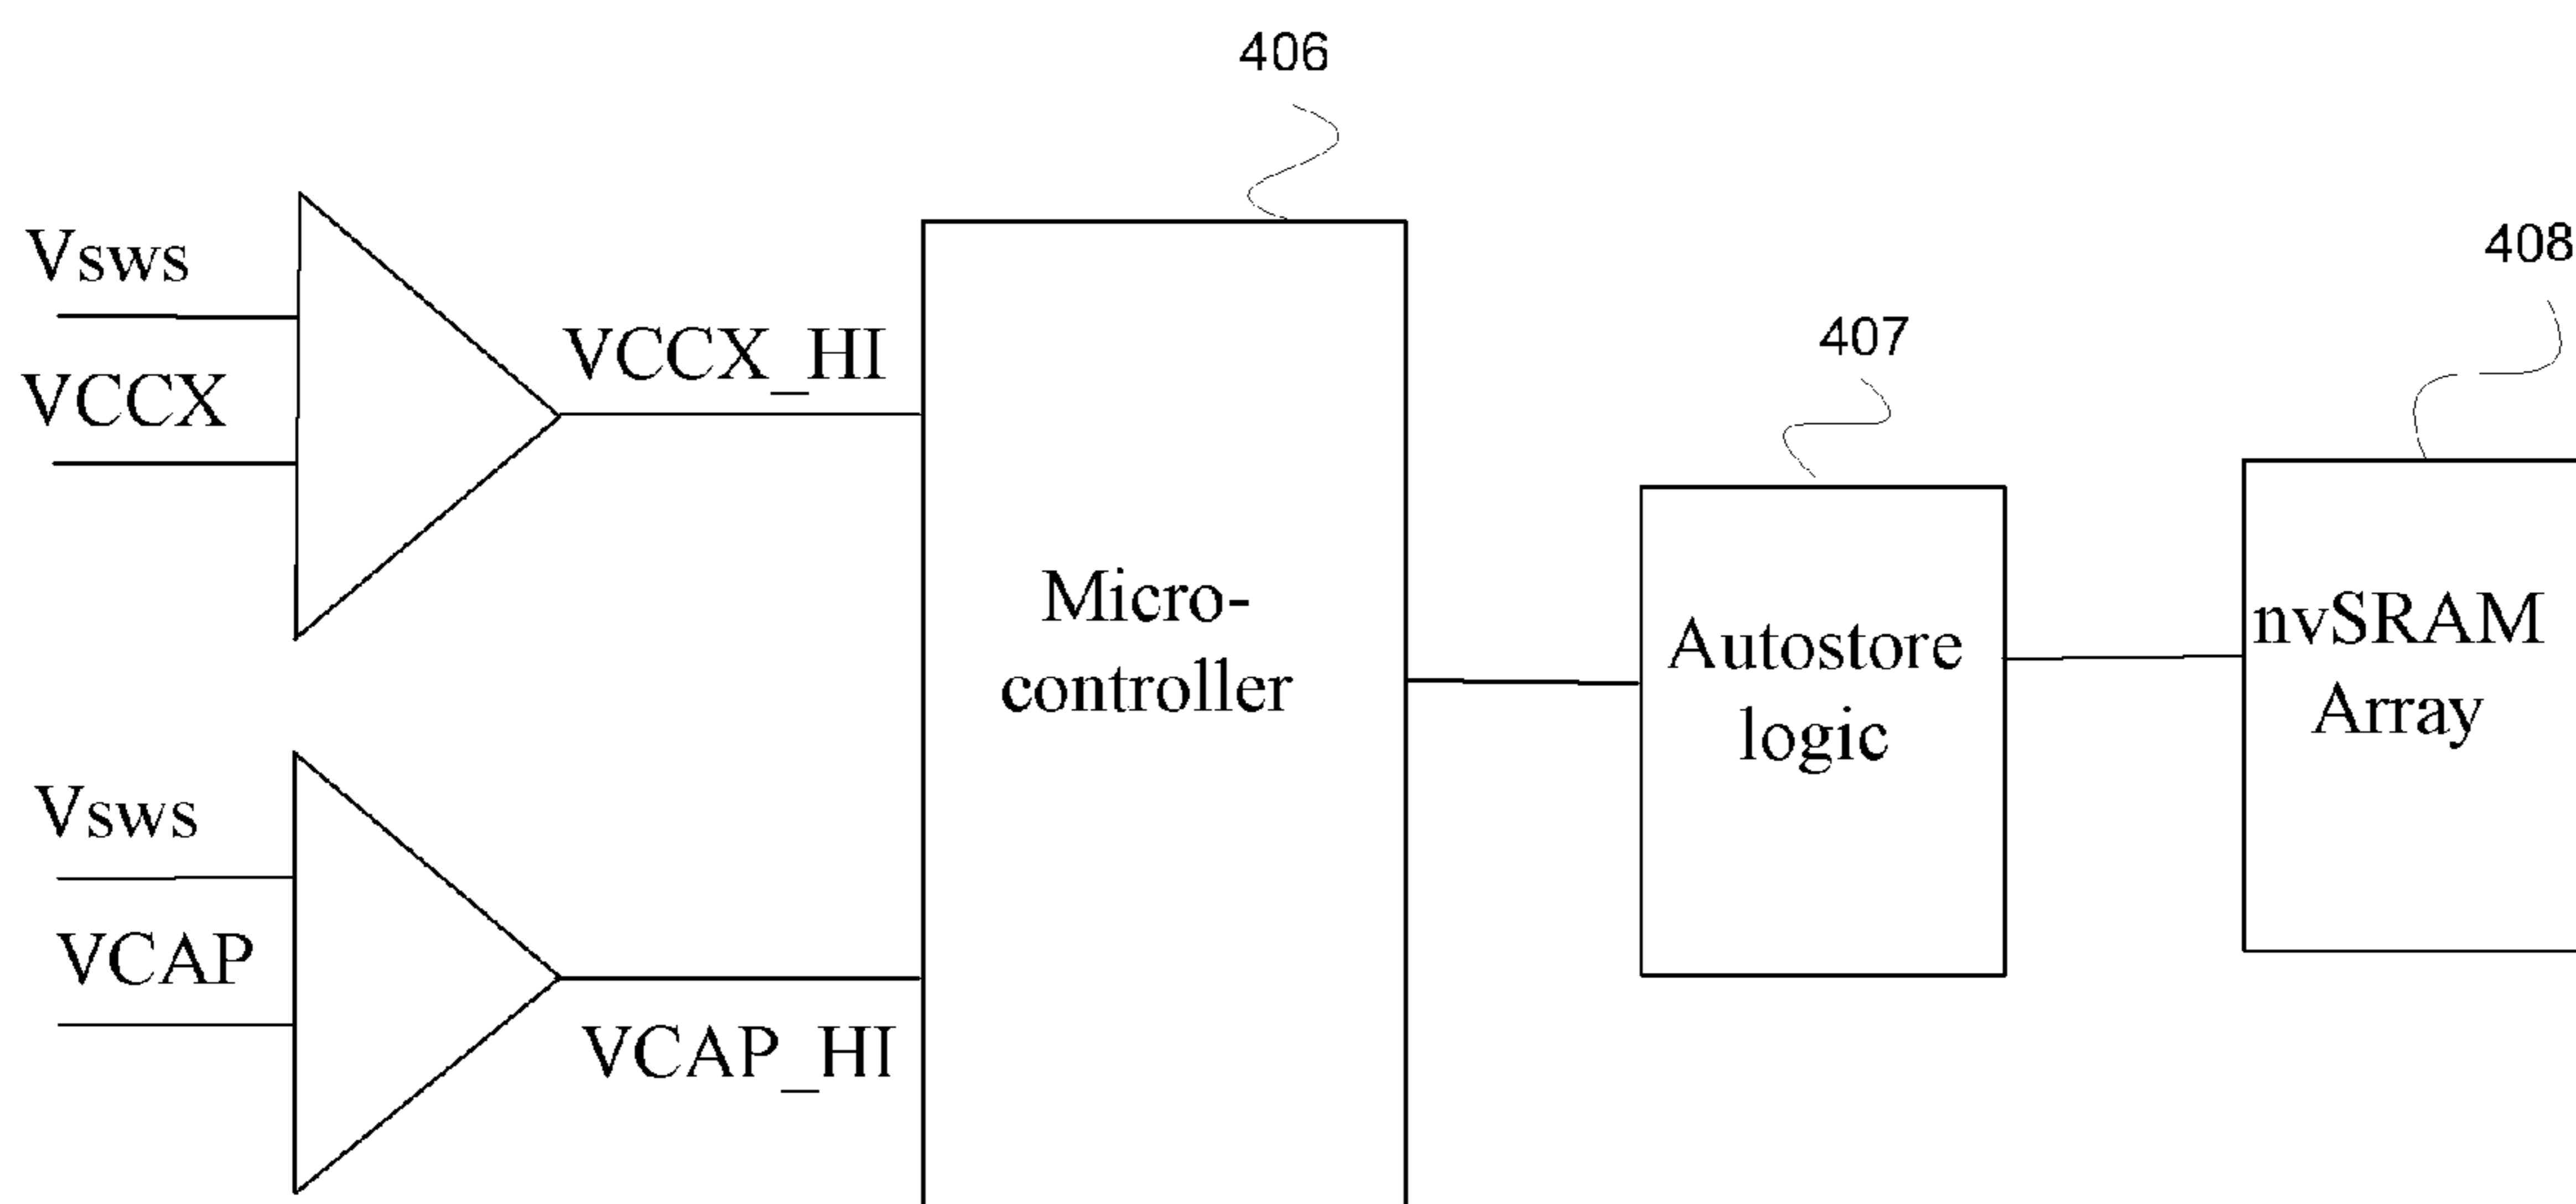 406
408
407
Vsws
VCCX
VCCX_HI
Vsws
VCAP
VCAP_HI
Micro-
controller
Autostore
logic
nvSRAM
Array